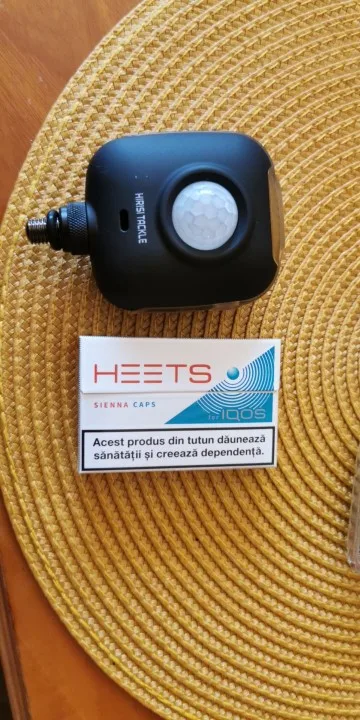 HIRISI TACKLE
HEETS
SIENNA CAPS
for IQOS
Acest produs din tutun dăunează
sănătății și creează dependență.